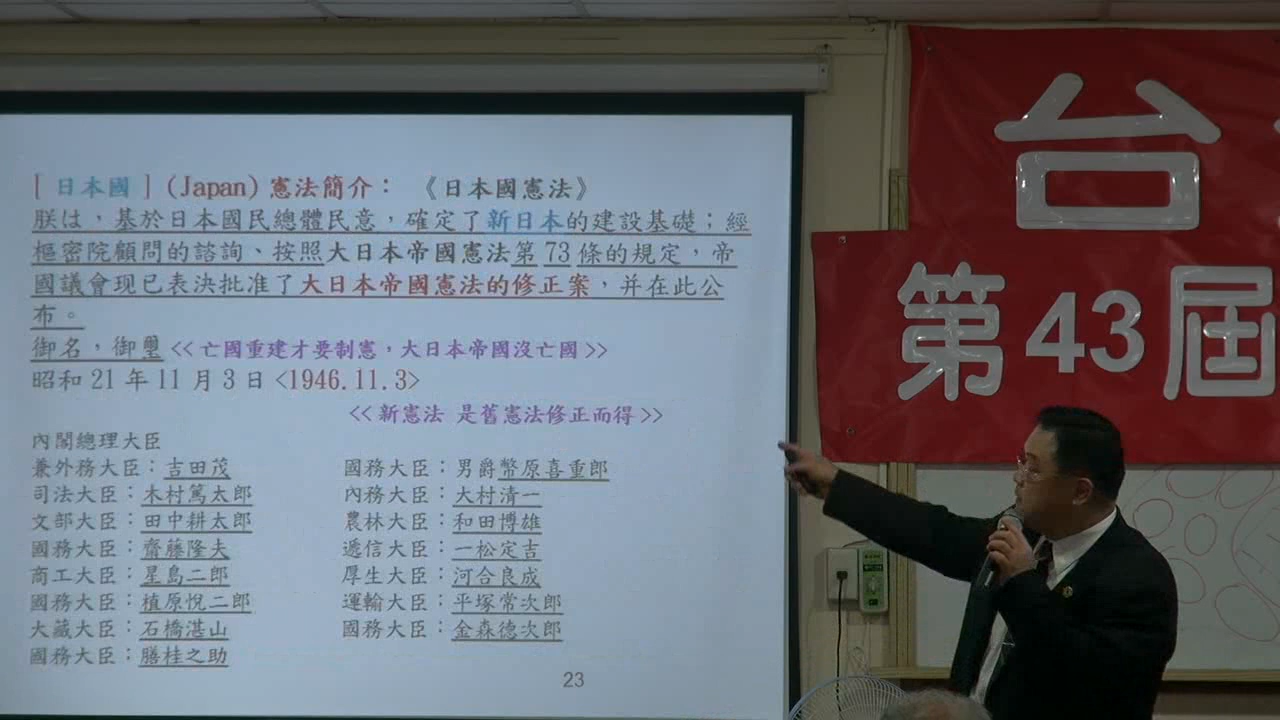 [ 日本國 ] (Japan) 憲法簡介： 《日本國憲法》
朕は，基於日本國民總體民意，確定了新日本的建設基礎；經
樞密院顧問的諮詢、按照大日本帝國憲法第 73 條的規定，帝
國議會现已表決批准了大日本帝國憲法的修正案，并在此公
布。
御名，御璽 << 亡國重建才要制憲，大日本帝國沒亡國 >>
昭和 21 年 11 月 3 日 <1946.11.3>
<< 新憲法 是舊憲法修正而得 >>
內閣總理大臣
兼外務大臣：吉田茂 國務大臣：男爵幣原喜重郎
司法大臣：木村篤太郎 內務大臣：大村清一
文部大臣：田中耕太郎 農林大臣：和田博雄
國務大臣：齋藤隆夫 遞信大臣：一松定吉
商工大臣：星島二郎 厚生大臣：河合良成
國務大臣：植原悅二郎 運輸大臣：平塚常次郎
大藏大臣：石橋湛山 國務大臣：金森德次郎
國務大臣：膳桂之助
23
台
第43屆